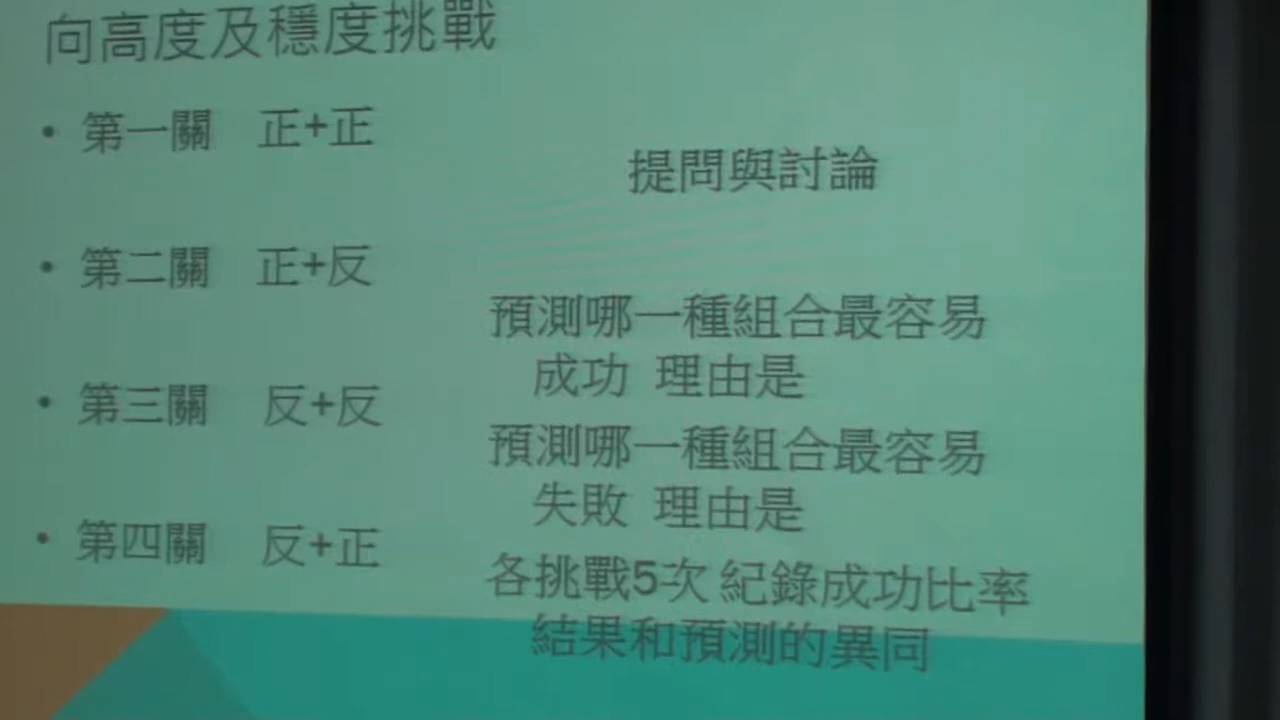 向高度及穩度挑戰
• 第一關 正+正
• 第二關 正+反
• 第三關 反+反
• 第四關 反+正
提問與討論
預測哪一種組合最容易
成功 理由是
預測哪一種組合最容易
失敗 理由是
各挑戰5次 紀錄成功比率
結果和預測的異同